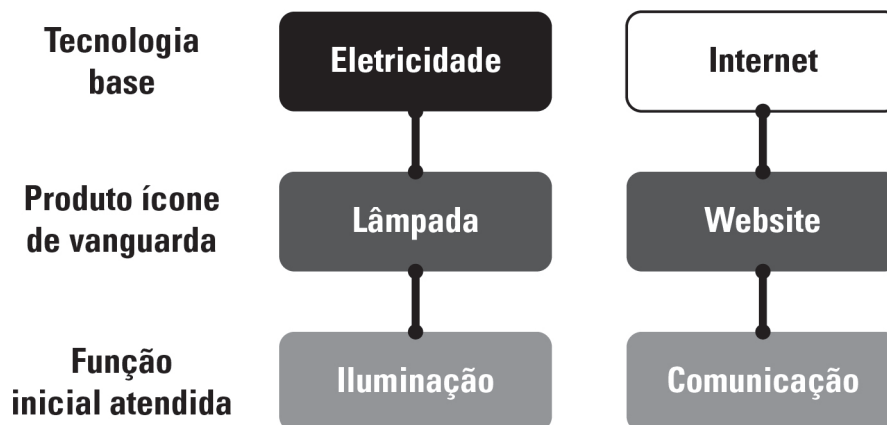 Tecnologia
base
Eletricidade
Internet
Produto ícone
de vanguarda
Lâmpada
Website
Função
inicial atendida
Iluminação
Comunicação